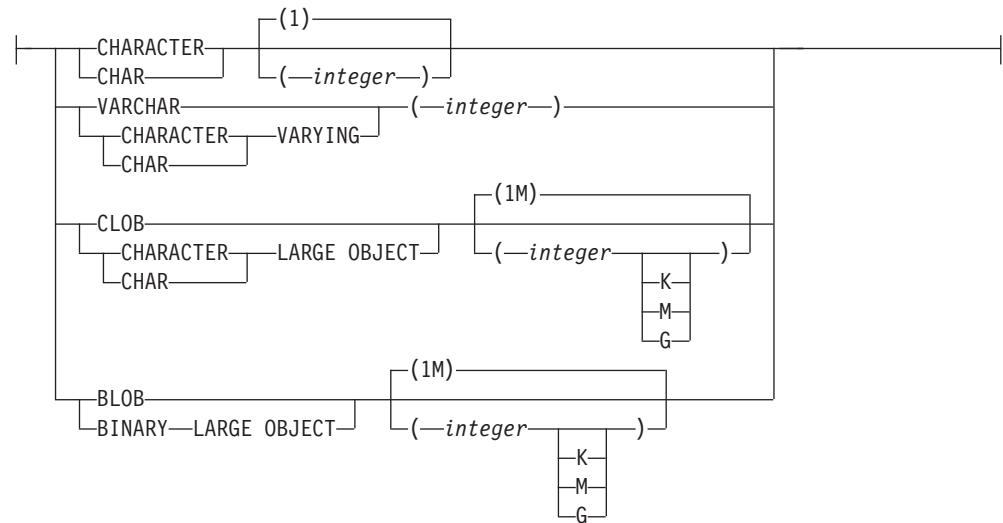 (1)
CHARACTER
CHAR
(integer)
VARCHAR
(integer)
CHARACTER VARYING
CHAR
(1M)
CLOB
CHARACTER LARGE OBJECT (integer)
CHAR
K
M
G
(1M)
BLOB
BINARY LARGE OBJECT (integer)
K
M
G